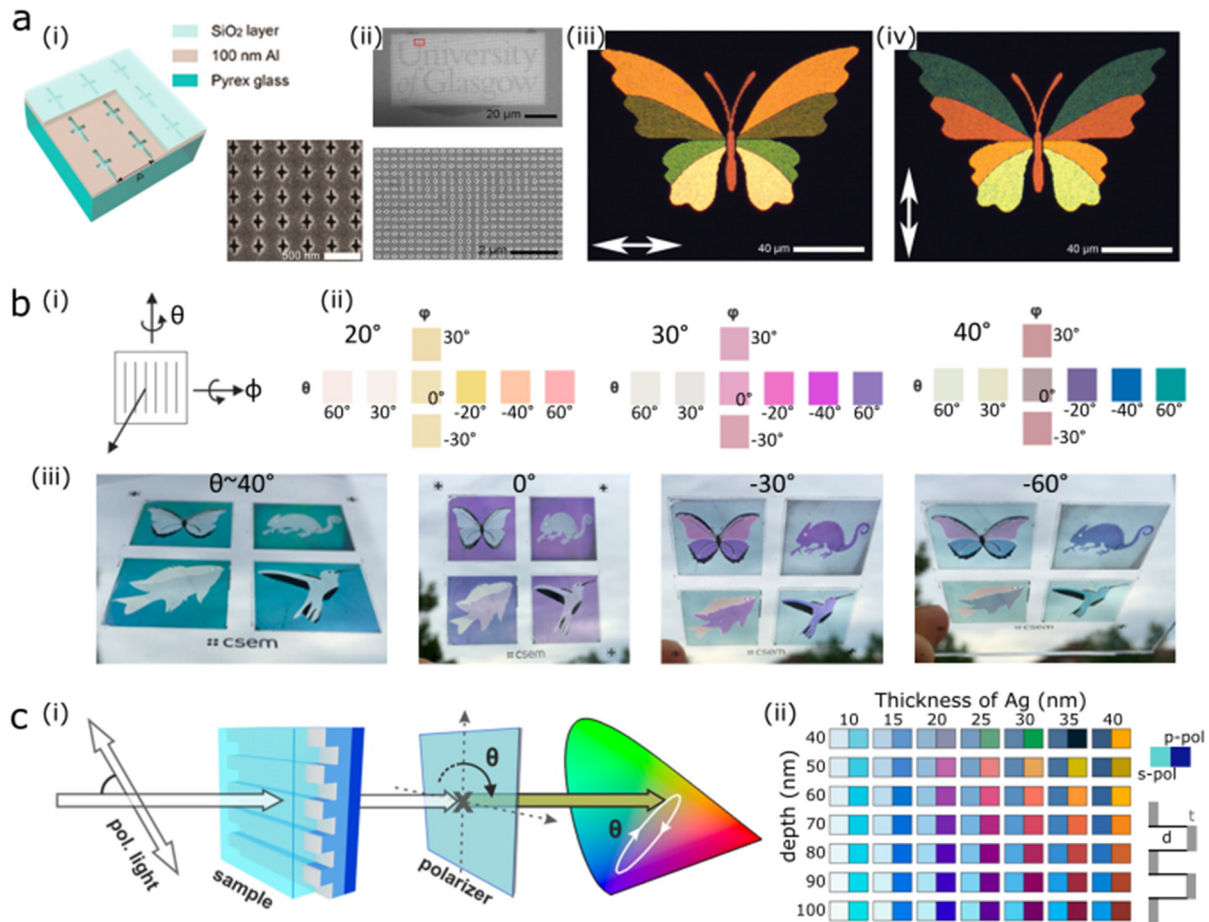 a
(i)
SiO₂ layer
100 nm Al
Pyrex glass
P
500 nm
(ii)
University
of Glasgow
20 µm
2 µm
(iii)
40 µm
(iv)
40 µm
b
(i)
θ
ϕ
(ii)
20°
φ
30°
θ
0°
60° 30° -20° -40° 60°
-30°
30°
φ
30°
θ
0°
60° 30° -20° -40° 60°
-30°
40°
φ
30°
θ
0°
60° 30° -20° -40° 60°
-30°
(iii)
θ~40°
csem
0°
csem
-30°
csem
-60°
csem
c
(i)
pol. light
sample
polarizer
θ
θ
(ii)
Thickness of Ag (nm)
10 15 20 25 30 35 40
depth (nm)
40
50
60
70
80
90
100
p-pol
s-pol
t
d